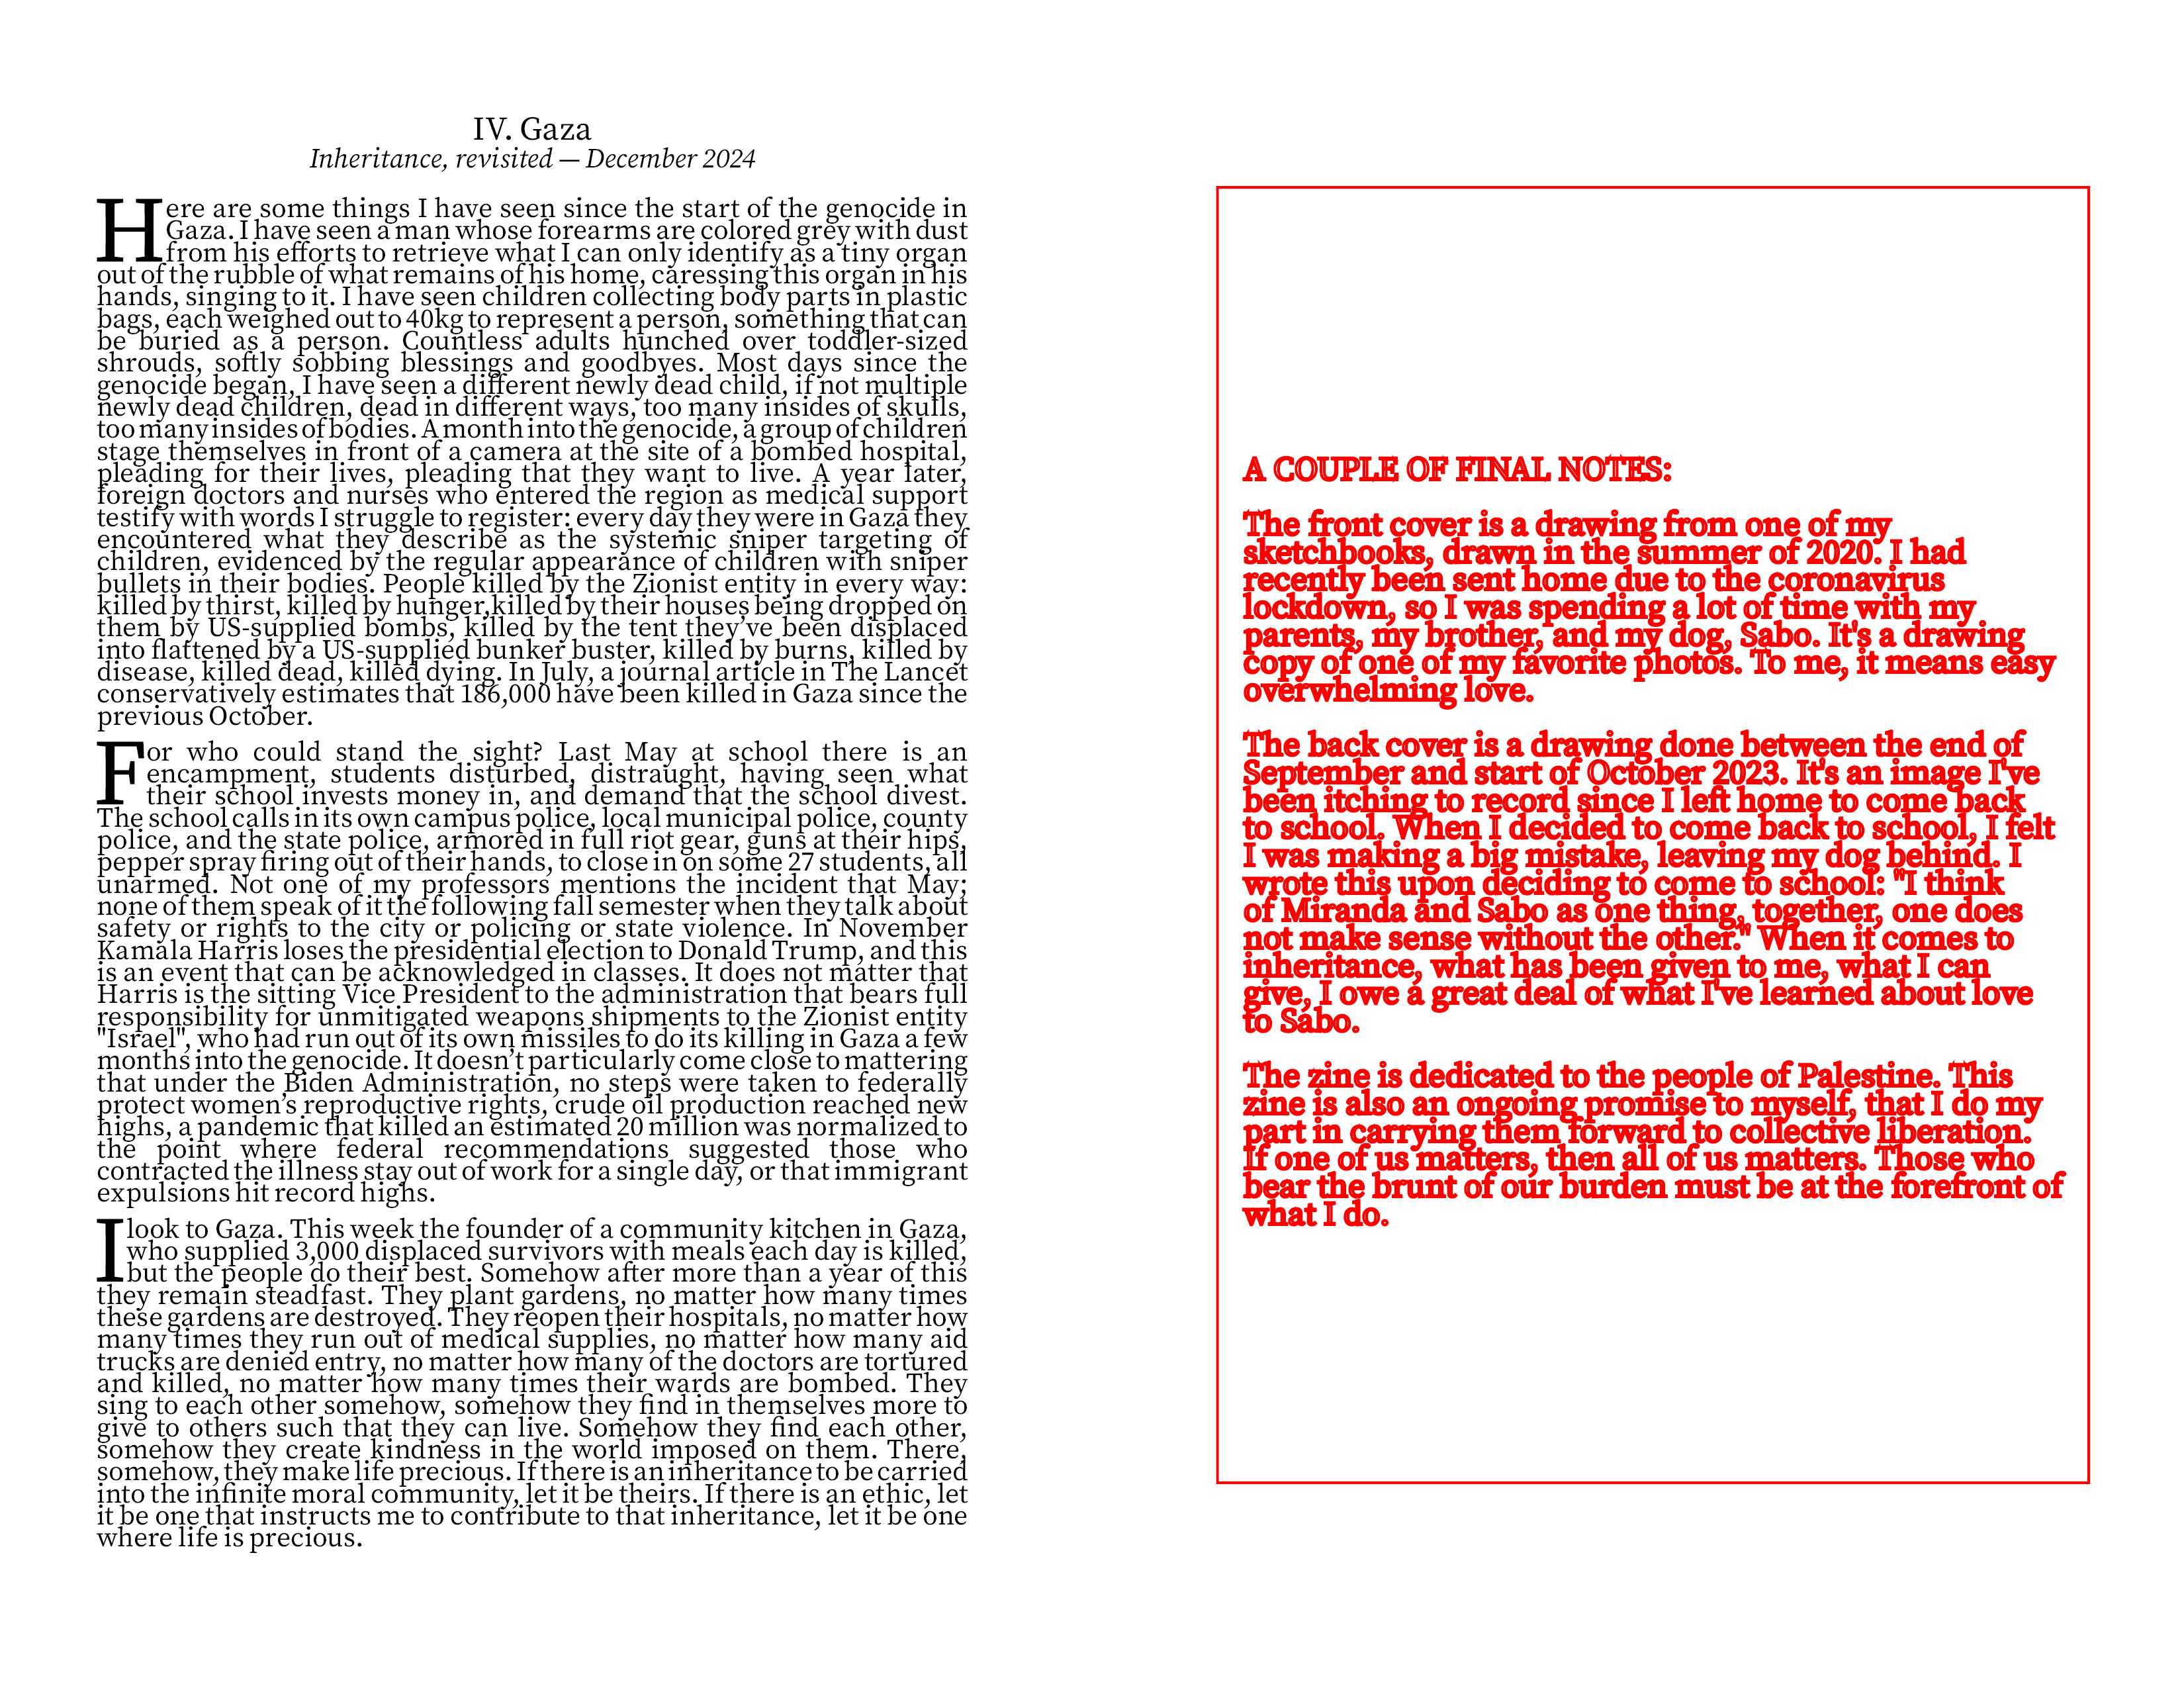 IV. Gaza
Inheritance, revisited — December 2024
Here are some things I have seen since the start of the genocide in
Gaza. I have seen a man whose forearms are colored grey with dust
from his efforts to retrieve what I can only identify as a tiny organ
out of the rubble of what remains of his home, caressing this organ in his
hands, singing to it. I have seen children collecting body parts in plastic
bags, each weighed out to 40kg to represent a person, something that can
be buried as a person. Countless adults hunched over toddler-sized
shrouds, softly sobbing blessings and goodbyes. Most days since the
genocide began, I have seen a different newly dead child, if not multiple
newly dead children, dead in different ways, too many insides of skulls,
too many insides of bodies. A month into the genocide, a group of children
stage themselves in front of a camera at the site of a bombed hospital,
pleading for their lives, pleading that they want to live. A year later,
foreign doctors and nurses who entered the region as medical support
testify with words I struggle to register: every day they were in Gaza they
encountered what they describe as the systemic sniper targeting of
children, evidenced by the regular appearance of children with sniper
bullets in their bodies. People killed by the Zionist entity in every way:
killed by thirst, killed by hunger,killed by their houses being dropped on
them by US-supplied bombs, killed by the tent they've been displaced
into flattened by a US-supplied bunker buster, killed by burns, killed by
disease, killed dead, killed dying. In July, a journal article in The Lancet
conservatively estimates that 186,000 have been killed in Gaza since the
previous October.
For who could stand the sight? Last May at school there is an
encampment, students disturbed, distraught, having seen what
their school invests money in, and demand that the school divest.
The school calls in its own campus police, local municipal police, county
police, and the state police, armored in full riot gear, guns at their hips,
pepper spray firing out of their hands, to close in on some 27 students, all
unarmed. Not one of my professors mentions the incident that May;
none of them speak of it the following fall semester when they talk about
safety or rights to the city or policing or state violence. In November
Kamala Harris loses the presidential election to Donald Trump, and this
is an event that can be acknowledged in classes. It does not matter that
Harris is the sitting Vice President to the administration that bears full
responsibility for unmitigated weapons shipments to the Zionist entity
"Israel", who had run out of its own missiles to do its killing in Gaza a few
months into the genocide. It doesn't particularly come close to mattering
that under the Biden Administration, no steps were taken to federally
protect women's reproductive rights, crude oil production reached new
highs, a pandemic that killed an estimated 20 million was normalized to
the point where federal recommendations suggested those who
contracted the illness stay out of work for a single day, or that immigrant
expulsions hit record highs.
I look to Gaza. This week the founder of a community kitchen in Gaza,
who supplied 3,000 displaced survivors with meals each day is killed,
but the people do their best. Somehow after more than a year of this
they remain steadfast. They plant gardens, no matter how many times
these gardens are destroyed. They reopen their hospitals, no matter how
many times they run out of medical supplies, no matter how many aid
trucks are denied entry, no matter how many of the doctors are tortured
and killed, no matter how many times their wards are bombed. They
sing to each other somehow, somehow they find in themselves more to
give to others such that they can live. Somehow they find each other,
somehow they create kindness in the world imposed on them. There,
somehow, they make life precious. If there is an inheritance to be carried
into the infinite moral community, let it be theirs. If there is an ethic, let
it be one that instructs me to contribute to that inheritance, let it be one
where life is precious.
A COUPLE OF FINAL NOTES:
The front cover is a drawing from one of my
sketchbooks, drawn in the summer of 2020. I had
recently been sent home due to the coronavirus
lockdown, so I was spending a lot of time with my
parents, my brother, and my dog, Sabo. It's a drawing
copy of one of my favorite photos. To me, it means easy
overwhelming love.
The back cover is a drawing done between the end of
September and start of October 2023. It's an image I've
been itching to record since I left home to come back
to school. When I decided to come back to school, I felt
I was making a big mistake, leaving my dog behind. I
wrote this upon deciding to come to school: "I think
of Miranda and Sabo as one thing, together, one does
not make sense without the other." When it comes to
inheritance, what has been given to me, what I can
give, I owe a great deal of what I've learned about love
to Sabo.
The zine is dedicated to the people of Palestine. This
zine is also an ongoing promise to myself, that I do my
part in carrying them forward to collective liberation.
If one of us matters, then all of us matters. Those who
bear the brunt of our burden must be at the forefront of
what I do.